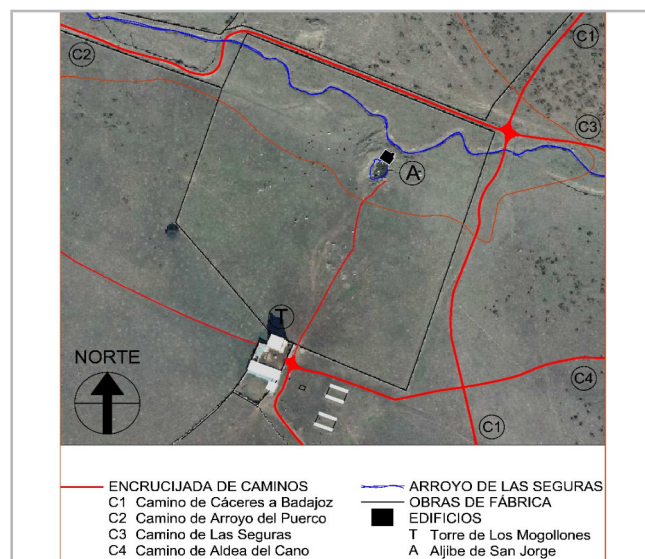 C1
C2
C3
A
T
NORTE
C4
C1
ENCRUCIJADA DE CAMINOS
C1 Camino de Cáceres a Badajoz
C2 Camino de Arroyo del Puerco
C3 Camino de Las Seguras
C4 Camino de Aldea del Cano
ARROYO DE LAS SEGURAS
OBRAS DE FÁBRICA
EDIFICIOS
T Torre de Los Mogollones
A Aljibe de San Jorge